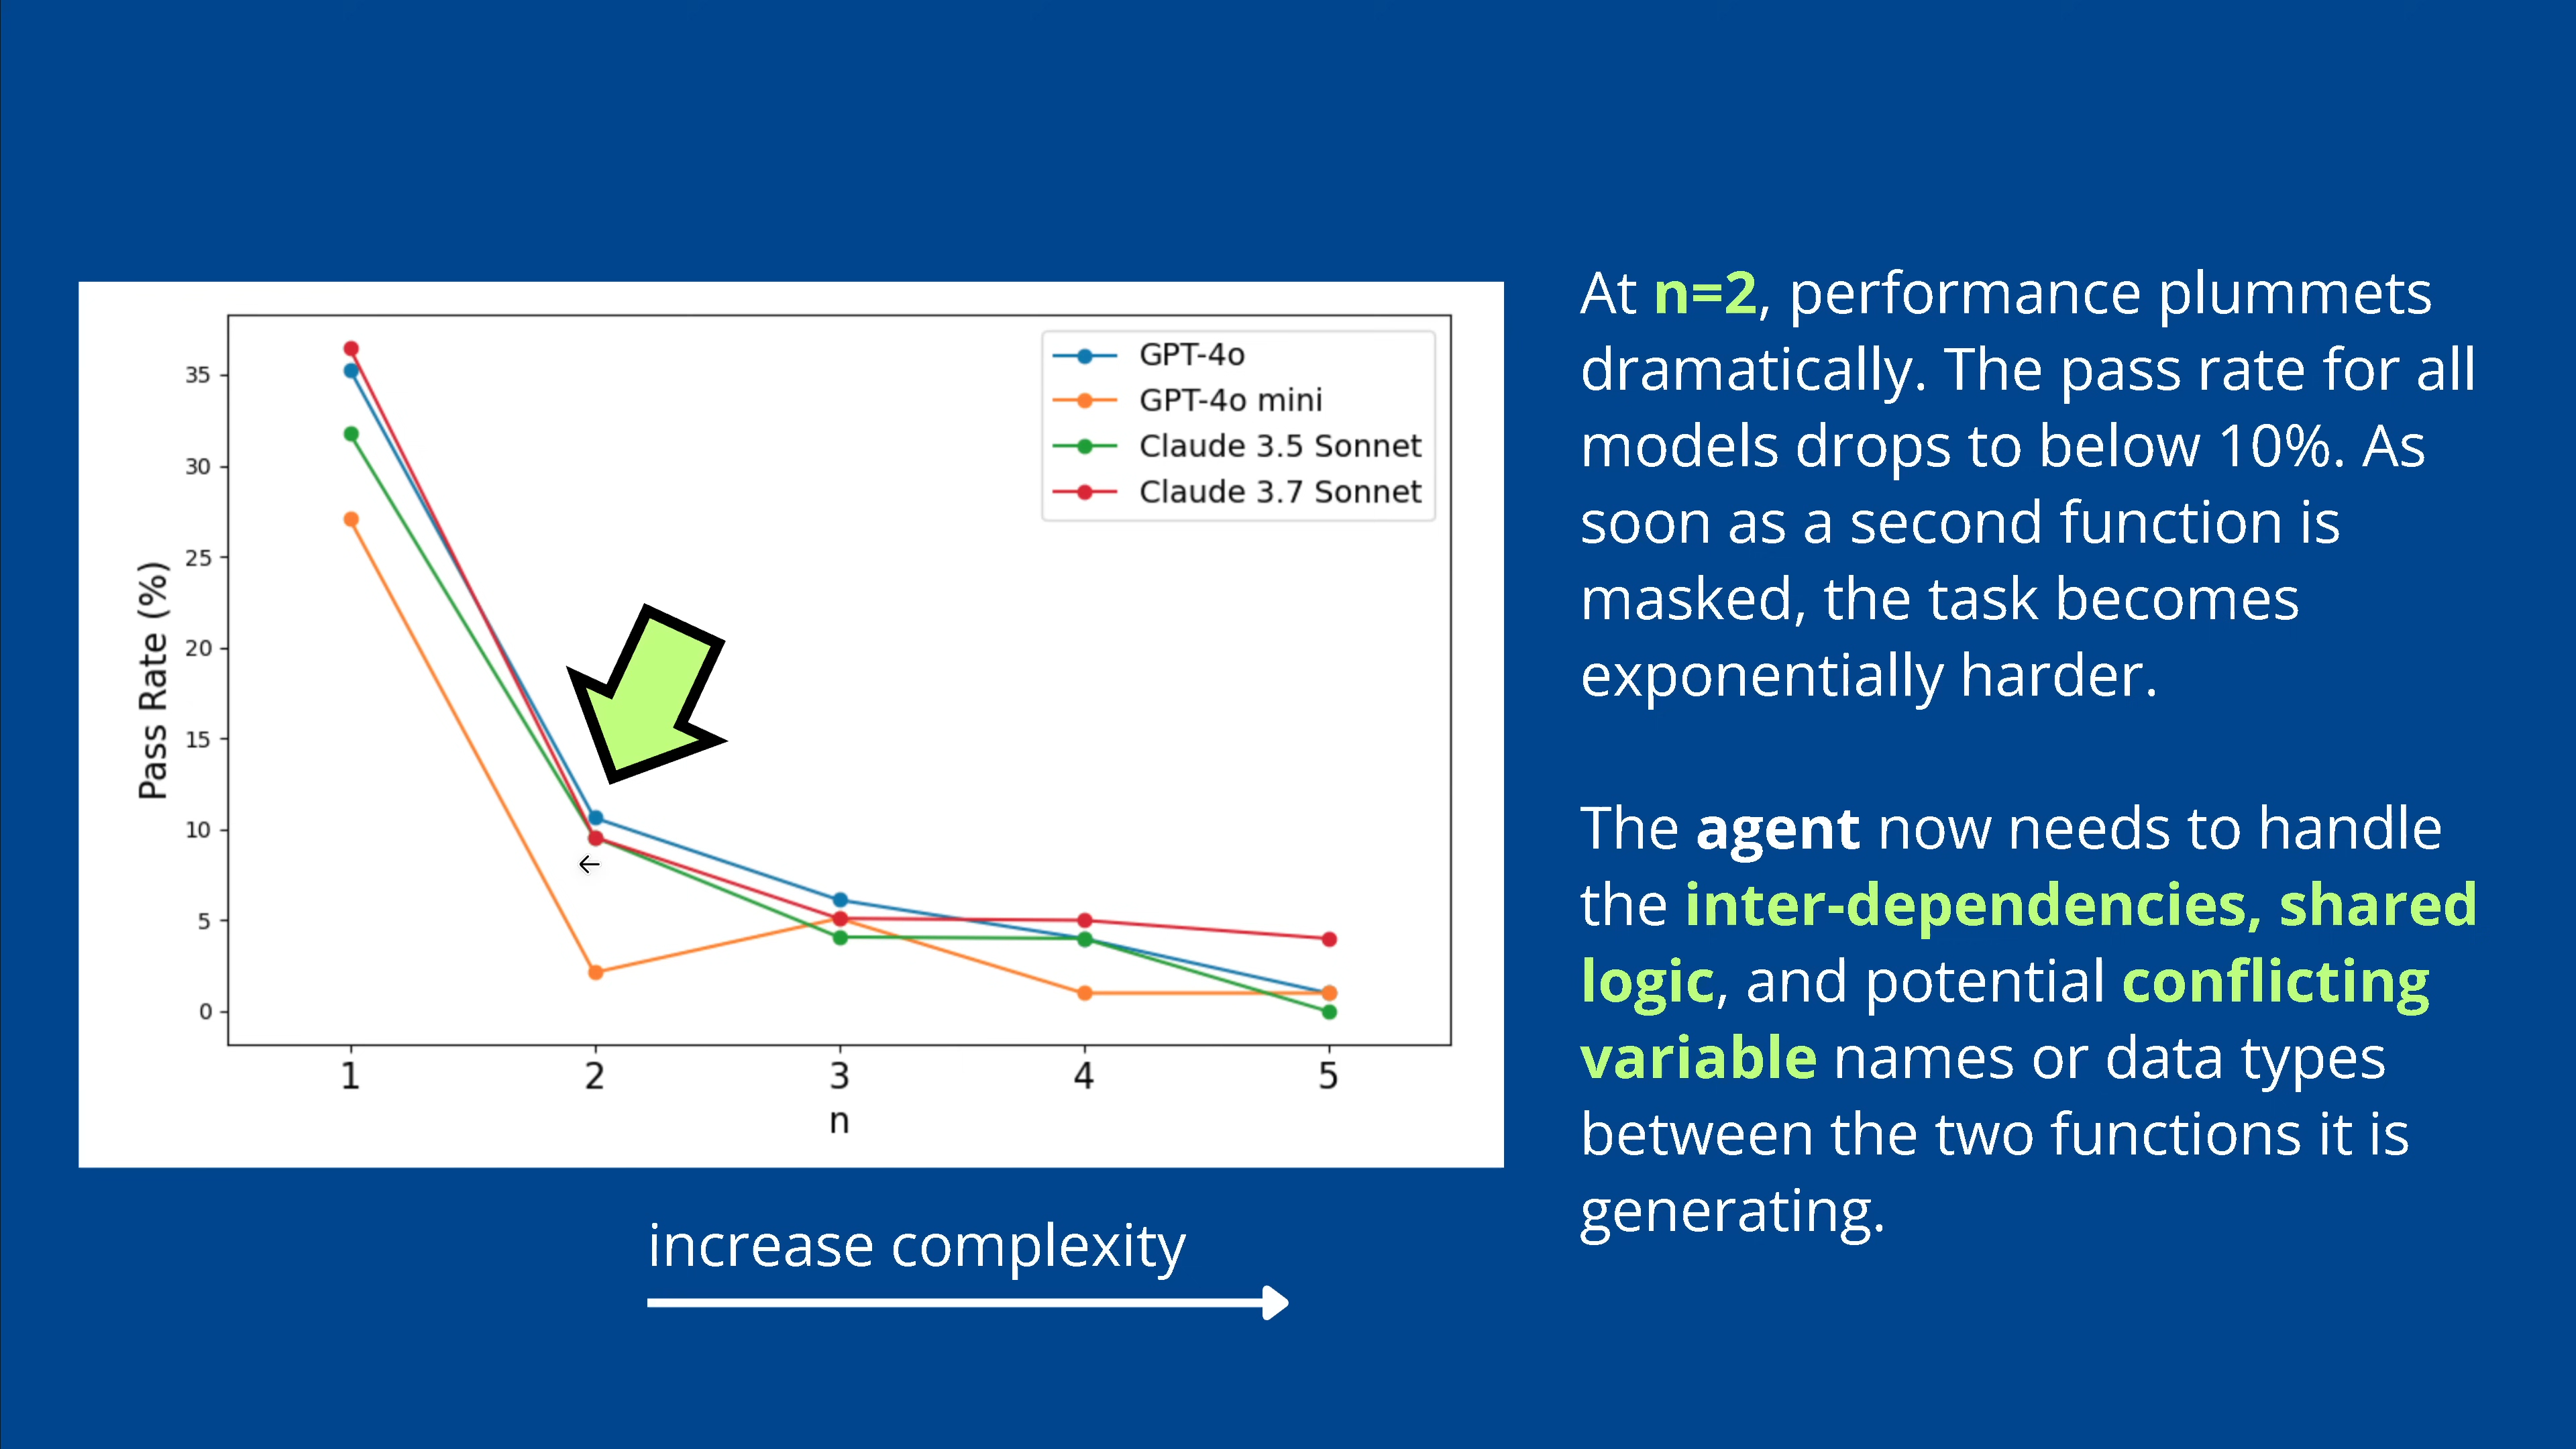 35
30
25
20
15
10
5
0
Pass Rate (%)
GPT-4o
GPT-4o mini
Claude 3.5 Sonnet
Claude 3.7 Sonnet
1 2 3 4 5
n
increase complexity
At n=2, performance plummets
dramatically. The pass rate for all
models drops to below 10%. As
soon as a second function is
masked, the task becomes
exponentially harder.
The agent now needs to handle
the inter-dependencies, shared
logic, and potential conflicting
variable names or data types
between the two functions it is
generating.